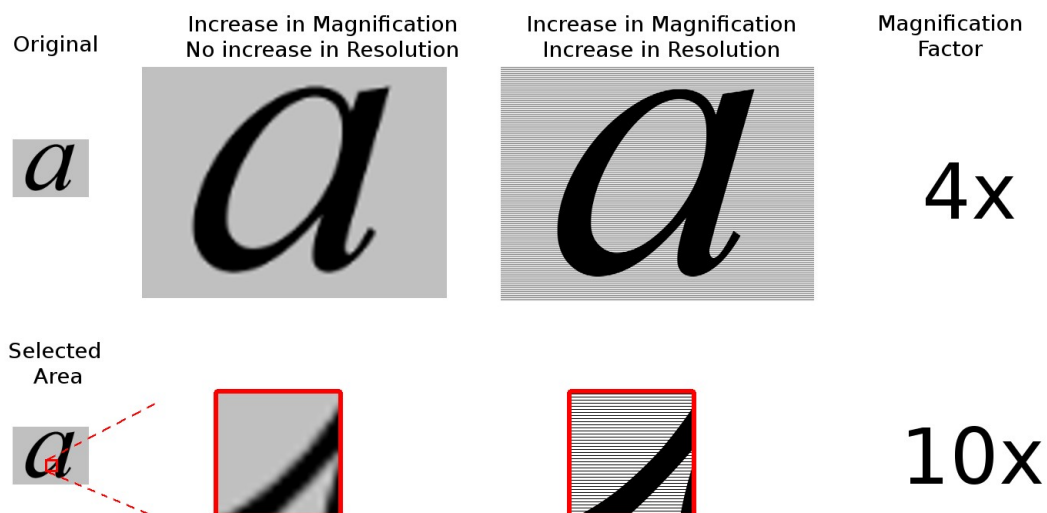 Original
Increase in Magnification
No increase in Resolution
Increase in Magnification
Increase in Resolution
Magnification
Factor
a
a
a
4x
Selected
Area
a
10x